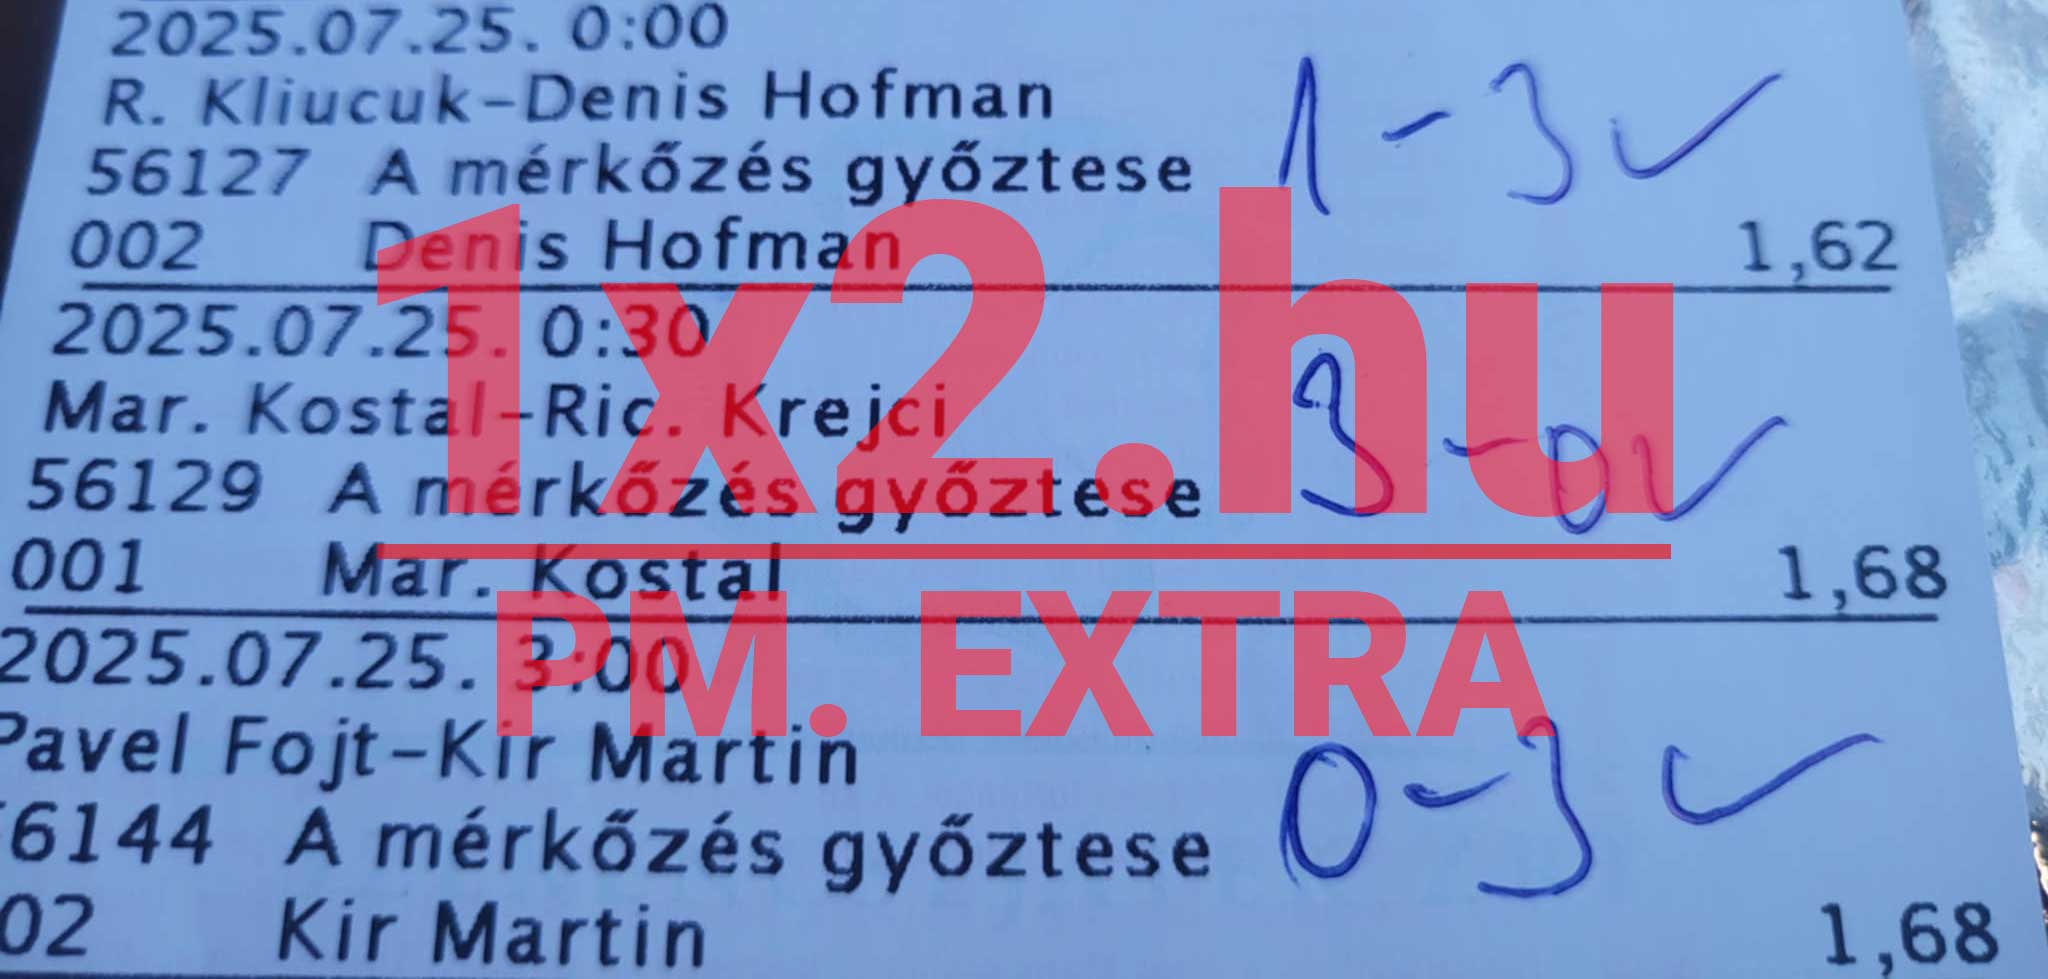 2025.07.25. 0:00
R. Kliucuk-Denis Hofman
1-3 ✓
56127 A mérkőzés győztese
002 Denis Hofman 1,62
2025.07.25. 0:30
Mar. Kostal-Ric. Krejci
3-0 ✓
56129 A mérkőzés győztese
001 Mar. Kostal 1,68
2025.07.25. 3:00
Pavel Fojt-Kir Martin
0-3 ✓
6144 A mérkőzés győztese
02 Kir Martin 1,68
1x2.hu
PM. EXTRA